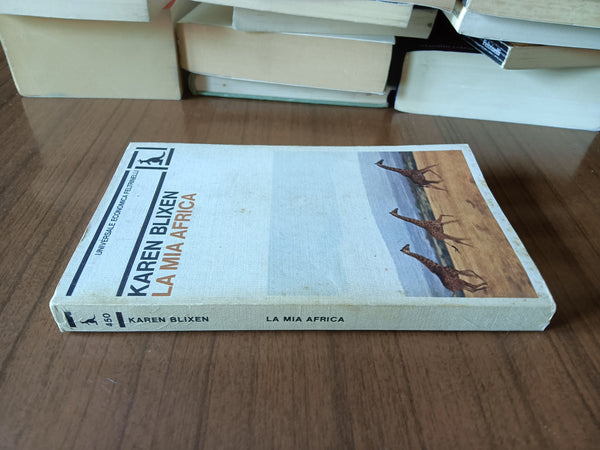 UNIVERSALE ECONOMICA FELTRINELLI
KAREN BLIXEN
LA MIA AFRICA
450
KAREN BLIXEN
LA MIA AFRICA